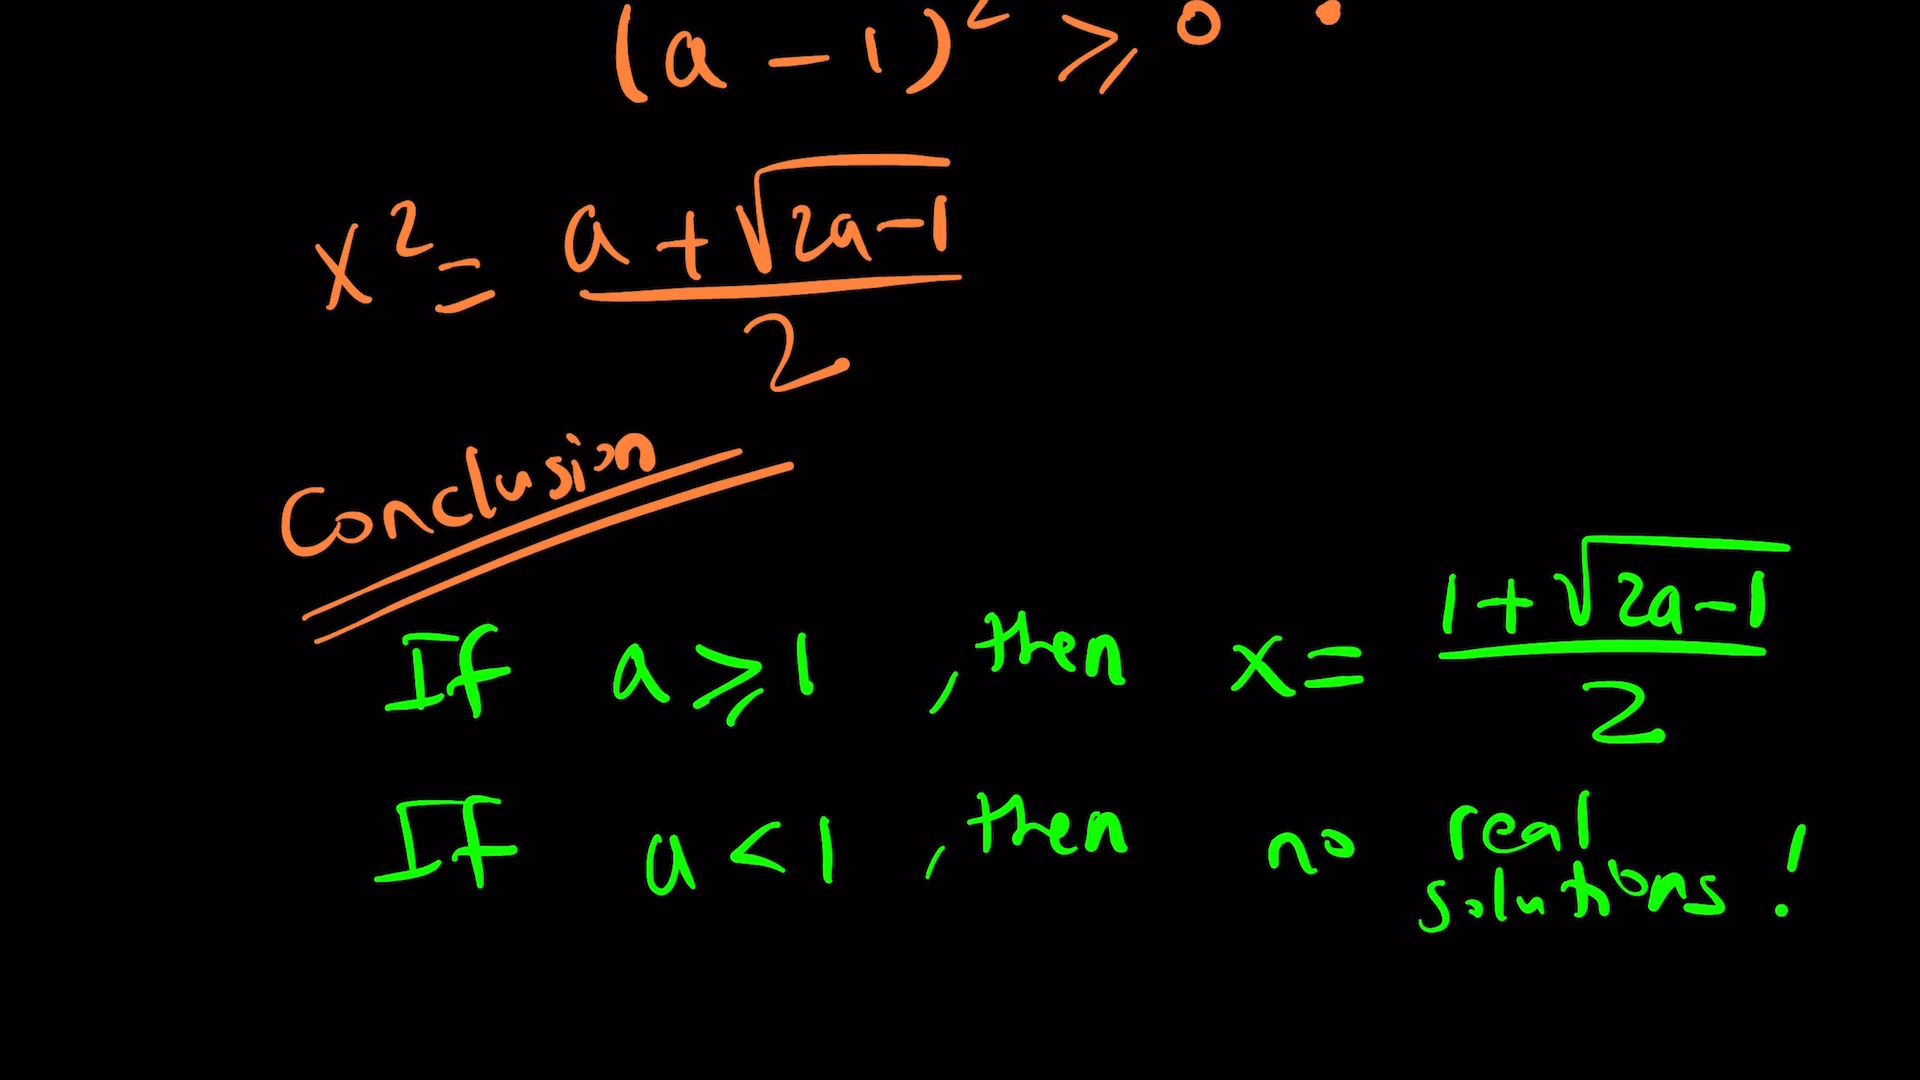 (a - 1)² ⩾ 0 .
x² = (a + √(2a-1)) / 2
Conclusion
If a ⩾ 1 , then x = (1 + √(2a-1)) / 2
If a < 1 , then no real solutions !